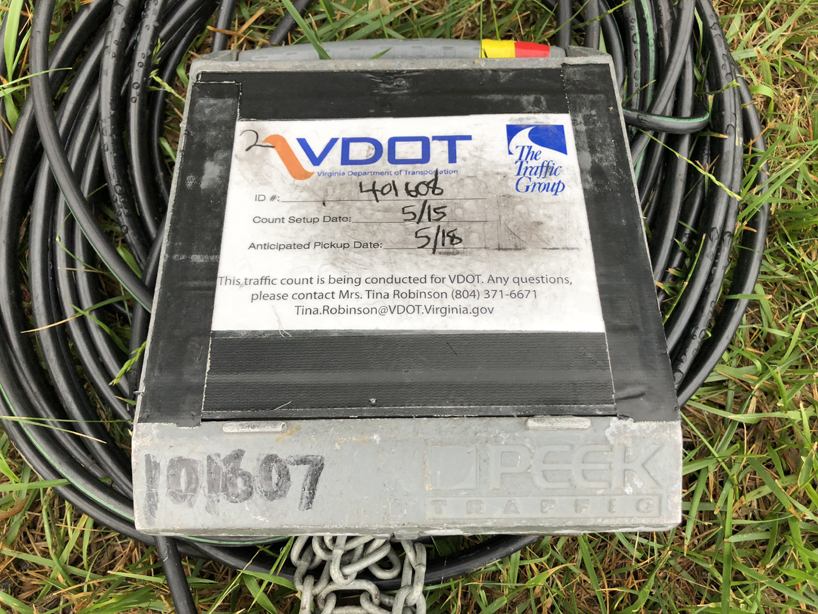 2
VDOT
Virginia Department of Transportation
The
Traffic
Group
ID #: 401608
Count Setup Date: 5/15
Anticipated Pickup Date: 5/18
This traffic count is being conducted for VDOT. Any questions,
please contact Mrs. Tina Robinson (804) 371-6671
Tina.Robinson@VDOT.Virginia.gov
101607
PEEK
TRAFFIC